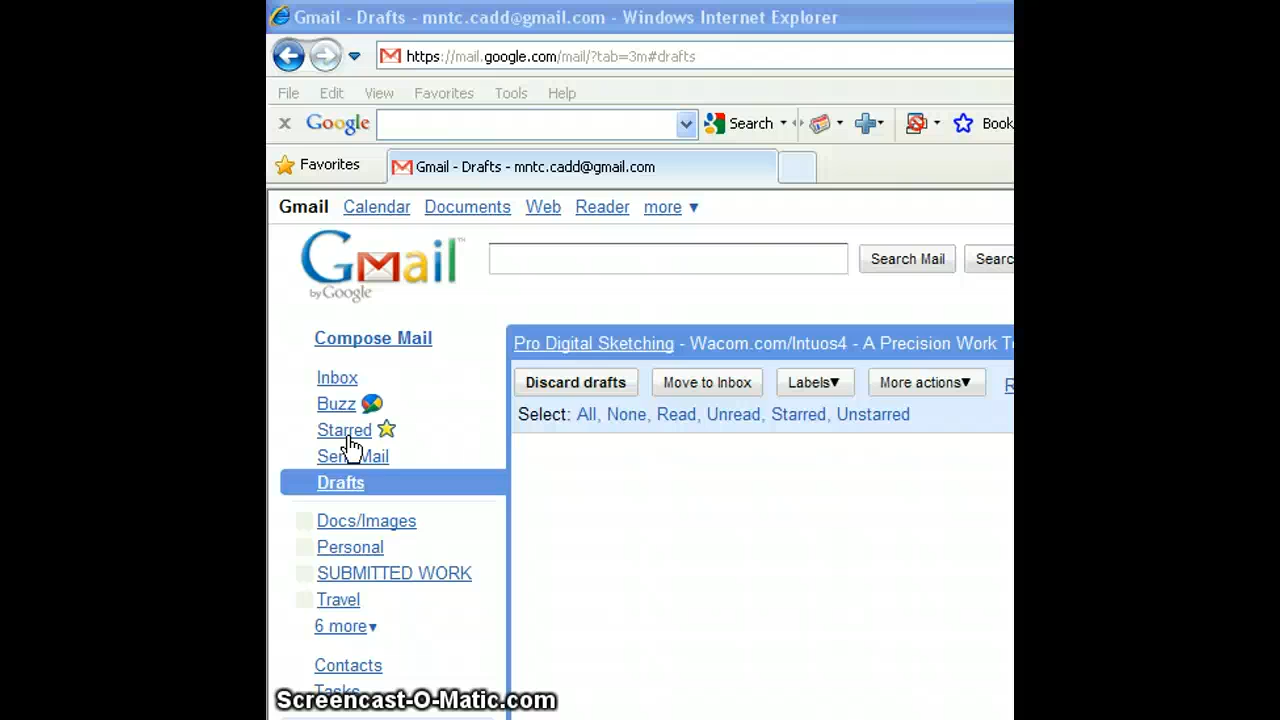 Gmail - Drafts - mntc.cadd@gmail.com - Windows Internet Explorer
https://mail.google.com/mail/?tab=3m#drafts
File Edit View Favorites Tools Help
x Google Search Book
Favorites Gmail - Drafts - mntc.cadd@gmail.com
Gmail Calendar Documents Web Reader more ▼
Gmail™ Search Mail Searc
by Google
Compose Mail
Pro Digital Sketching - Wacom.com/Intuos4 - A Precision Work T
Inbox Discard drafts Move to Inbox Labels▼ More actions▼ R
Buzz
Select: All, None, Read, Unread, Starred, Unstarred
Starred
Sent Mail
Drafts
Docs/Images
Personal
SUBMITTED WORK
Travel
6 more▼
Contacts
Tasks
Screencast-O-Matic.com